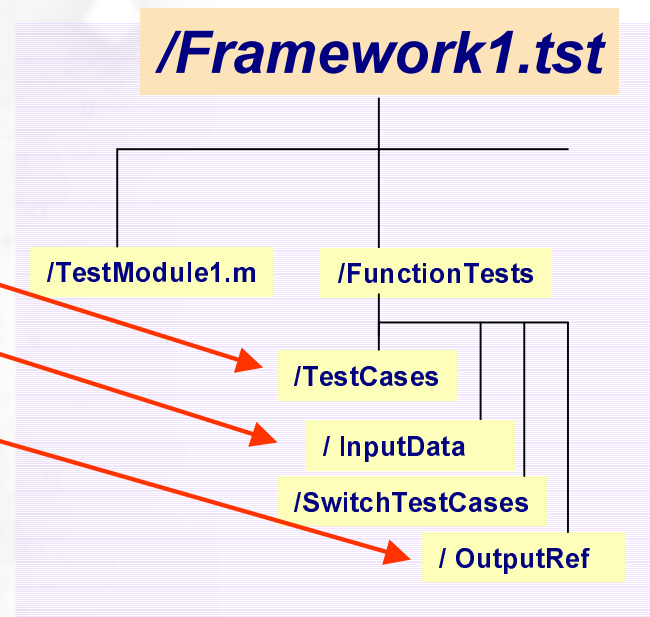 /Framework1.tst
/TestModule1.m
/FunctionTests
/TestCases
/ InputData
/SwitchTestCases
/ OutputRef